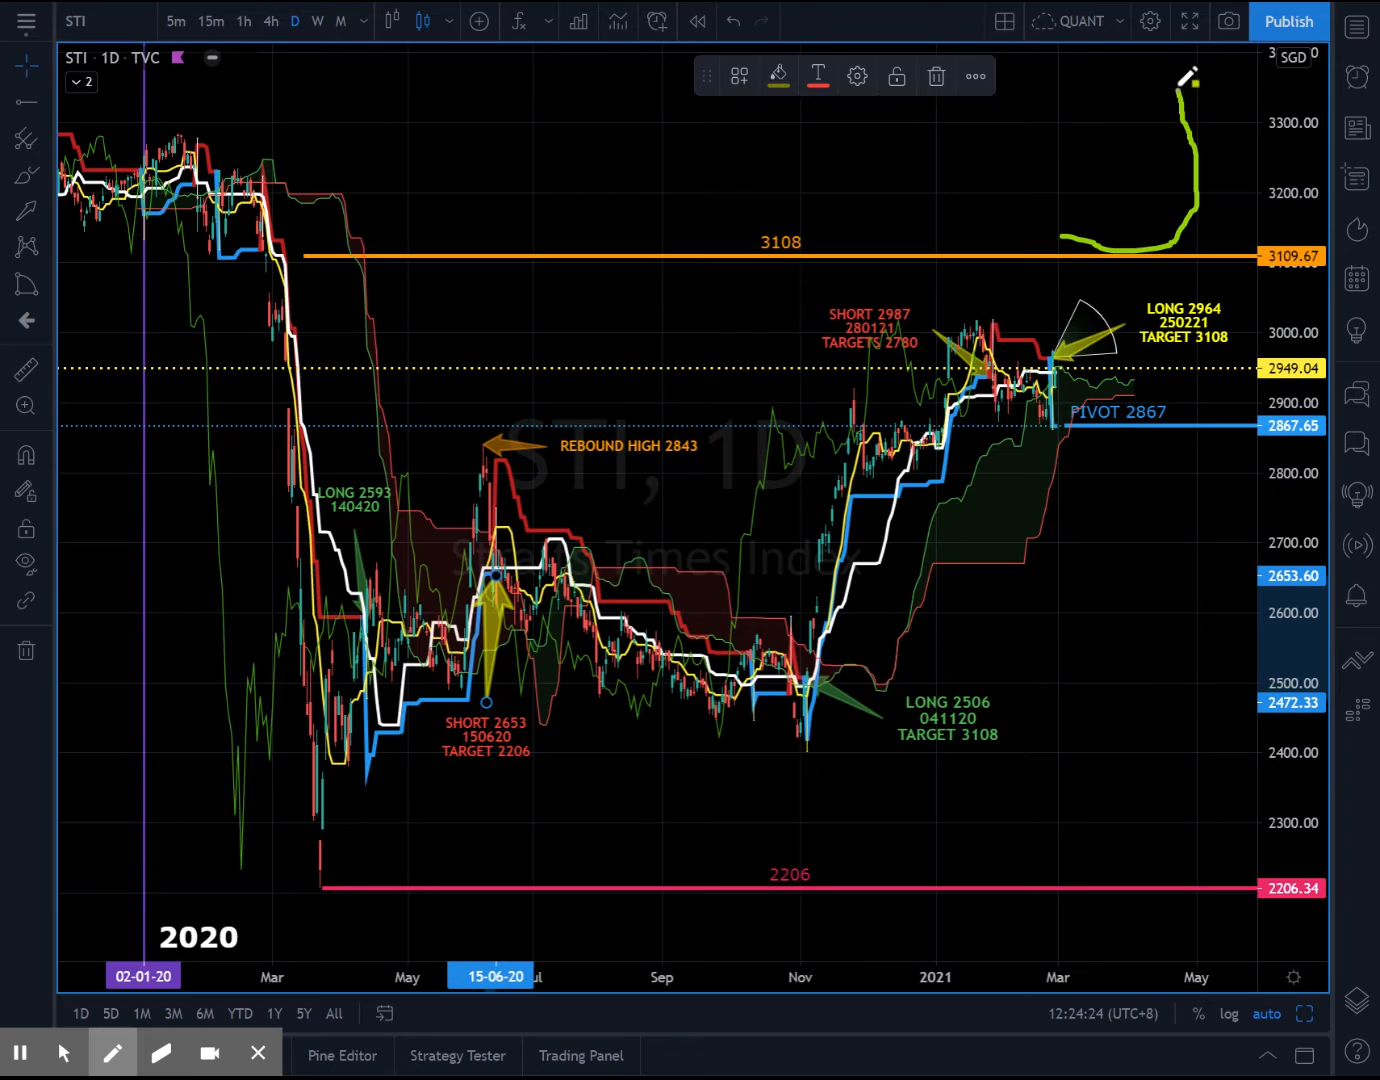 STI 5m 15m 1h 4h D W M QUANT Publish
STI · 1D · TVC
2
SGD
3300.00
3200.00
3108
3109.67
SHORT 2987
280121
TARGETS 2780
LONG 2964
250221
TARGET 3108
3000.00
2949.04
2900.00
PIVOT 2867
2867.65
STI, 1D
REBOUND HIGH 2843
2800.00
LONG 2593
140420
2700.00
Straits Times Index
2653.60
2600.00
2500.00
2472.33
LONG 2506
041120
TARGET 3108
SHORT 2653
150620
TARGET 2206
2400.00
2300.00
2206
2206.34
2020
02-01-20 Mar May 15-06-20 Sep Nov 2021 Mar May
1D 5D 1M 3M 6M YTD 1Y 5Y All 12:24:24 (UTC+8) % log auto
Pine Editor Strategy Tester Trading Panel